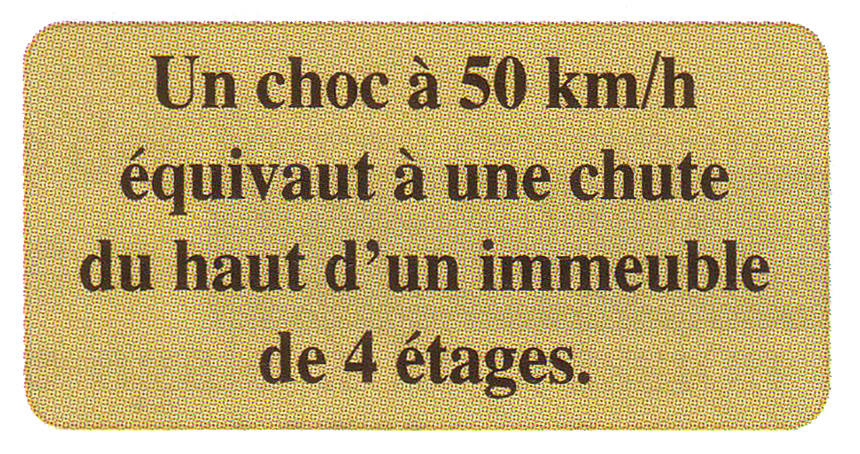 Un choc à 50 km/h
équivaut à une chute
du haut d’un immeuble
de 4 étages.